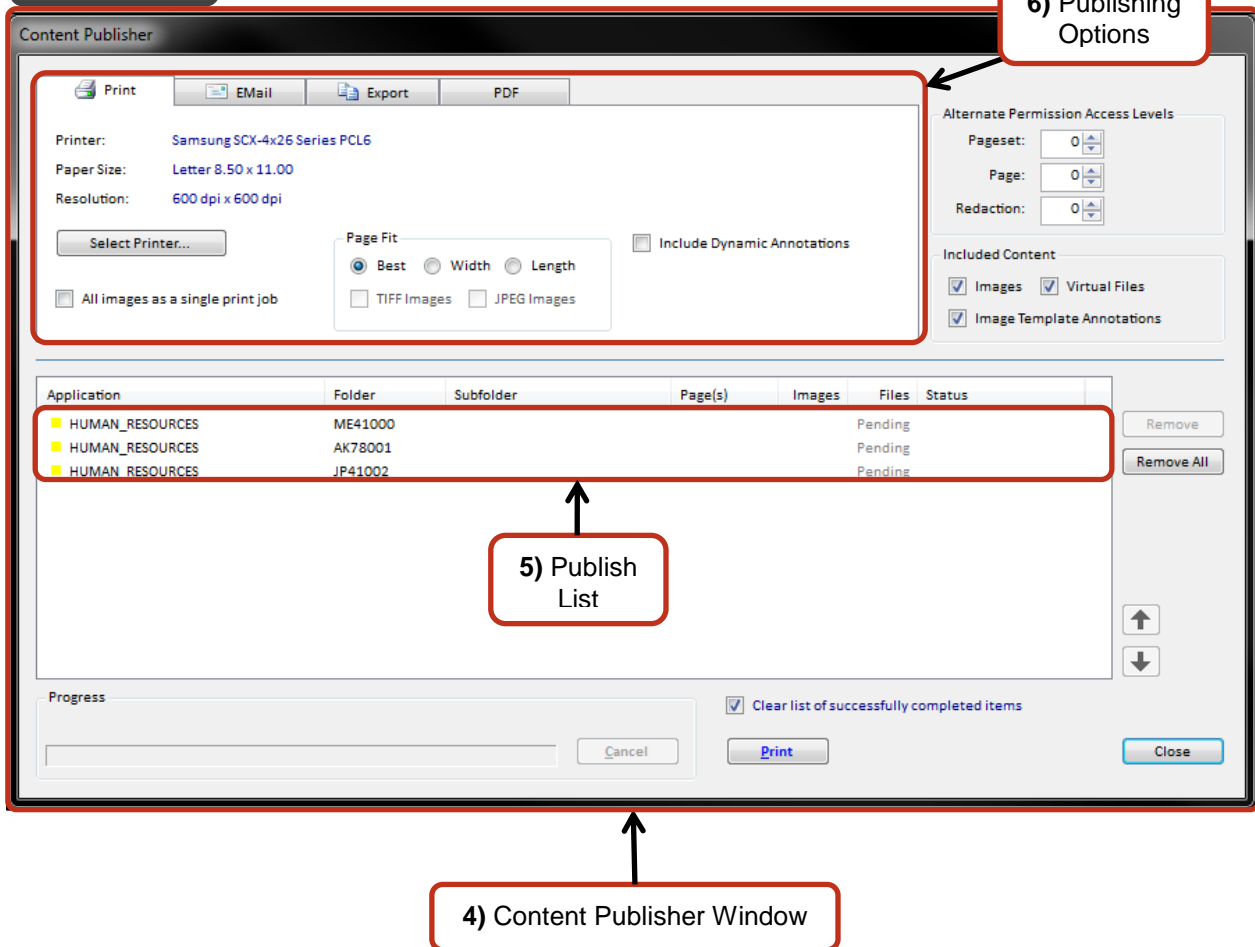 6) Publishing
Options
Content Publisher
Print EMail Export PDF
Printer: Samsung SCX-4x26 Series PCL6
Paper Size: Letter 8.50 x 11.00
Resolution: 600 dpi x 600 dpi
Select Printer...
All images as a single print job
Page Fit
Best Width Length
TIFF Images JPEG Images
Include Dynamic Annotations
Alternate Permission Access Levels
Pageset: 0
Page: 0
Redaction: 0
Included Content
Images Virtual Files
Image Template Annotations
Application Folder Subfolder Page(s) Images Files Status
HUMAN_RESOURCES ME41000 Pending
HUMAN_RESOURCES AK78001 Pending
HUMAN_RESOURCES JP41002 Pending
Remove
Remove All
5) Publish
List
Progress
Cancel
Clear list of successfully completed items
Print
Close
4) Content Publisher Window